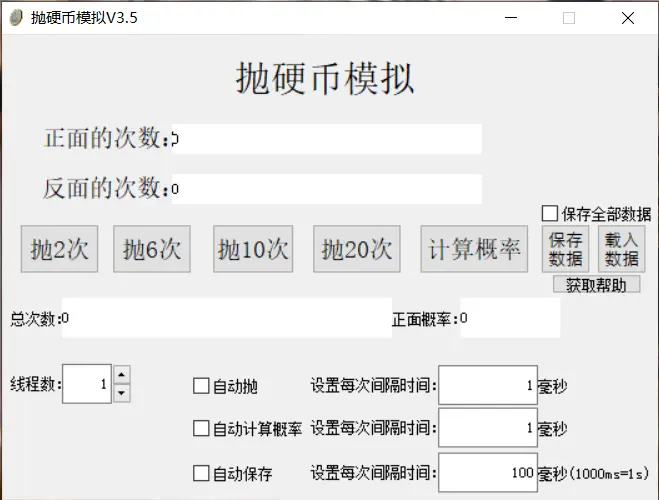 抛硬币模拟V3.5
抛硬币模拟
正面的次数:0
反面的次数:0
保存全部数据
抛2次 抛6次 抛10次 抛20次 计算概率 保存数据 載入数据
获取帮助
总次数:0 正面概率:0
线程数: 1 自动抛 设置每次间隔时间: 1 毫秒
自动计算概率 设置每次间隔时间: 1 毫秒
自动保存 设置每次间隔时间: 100 毫秒(1000ms=1s)